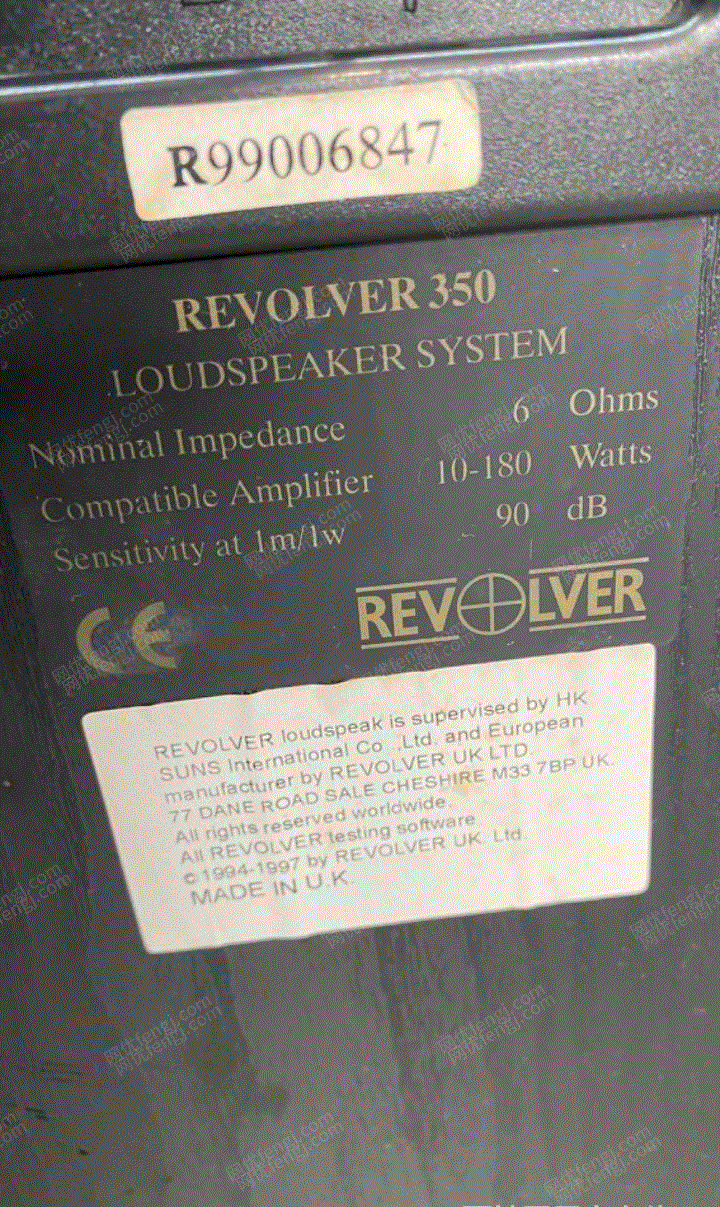 R99006847
REVOLVER 350
LOUDSPEAKER SYSTEM
Nominal Impedance 6 Ohms
Compatible Amplifier 10-180 Watts
Sensitivity at 1m/1w 90 dB
CE REVOLVER
REVOLVER loudspeak is supervised by HK
SUNS International Co .,Ltd. and European
manufacturer by REVOLVER UK LTD.
77 DANE ROAD SALE CHESHIRE M33 7BP UK.
All rights reserved worldwide.
All REVOLVER testing software
©1994-1997 by REVOLVER UK. Ltd.
MADE IN U.K.